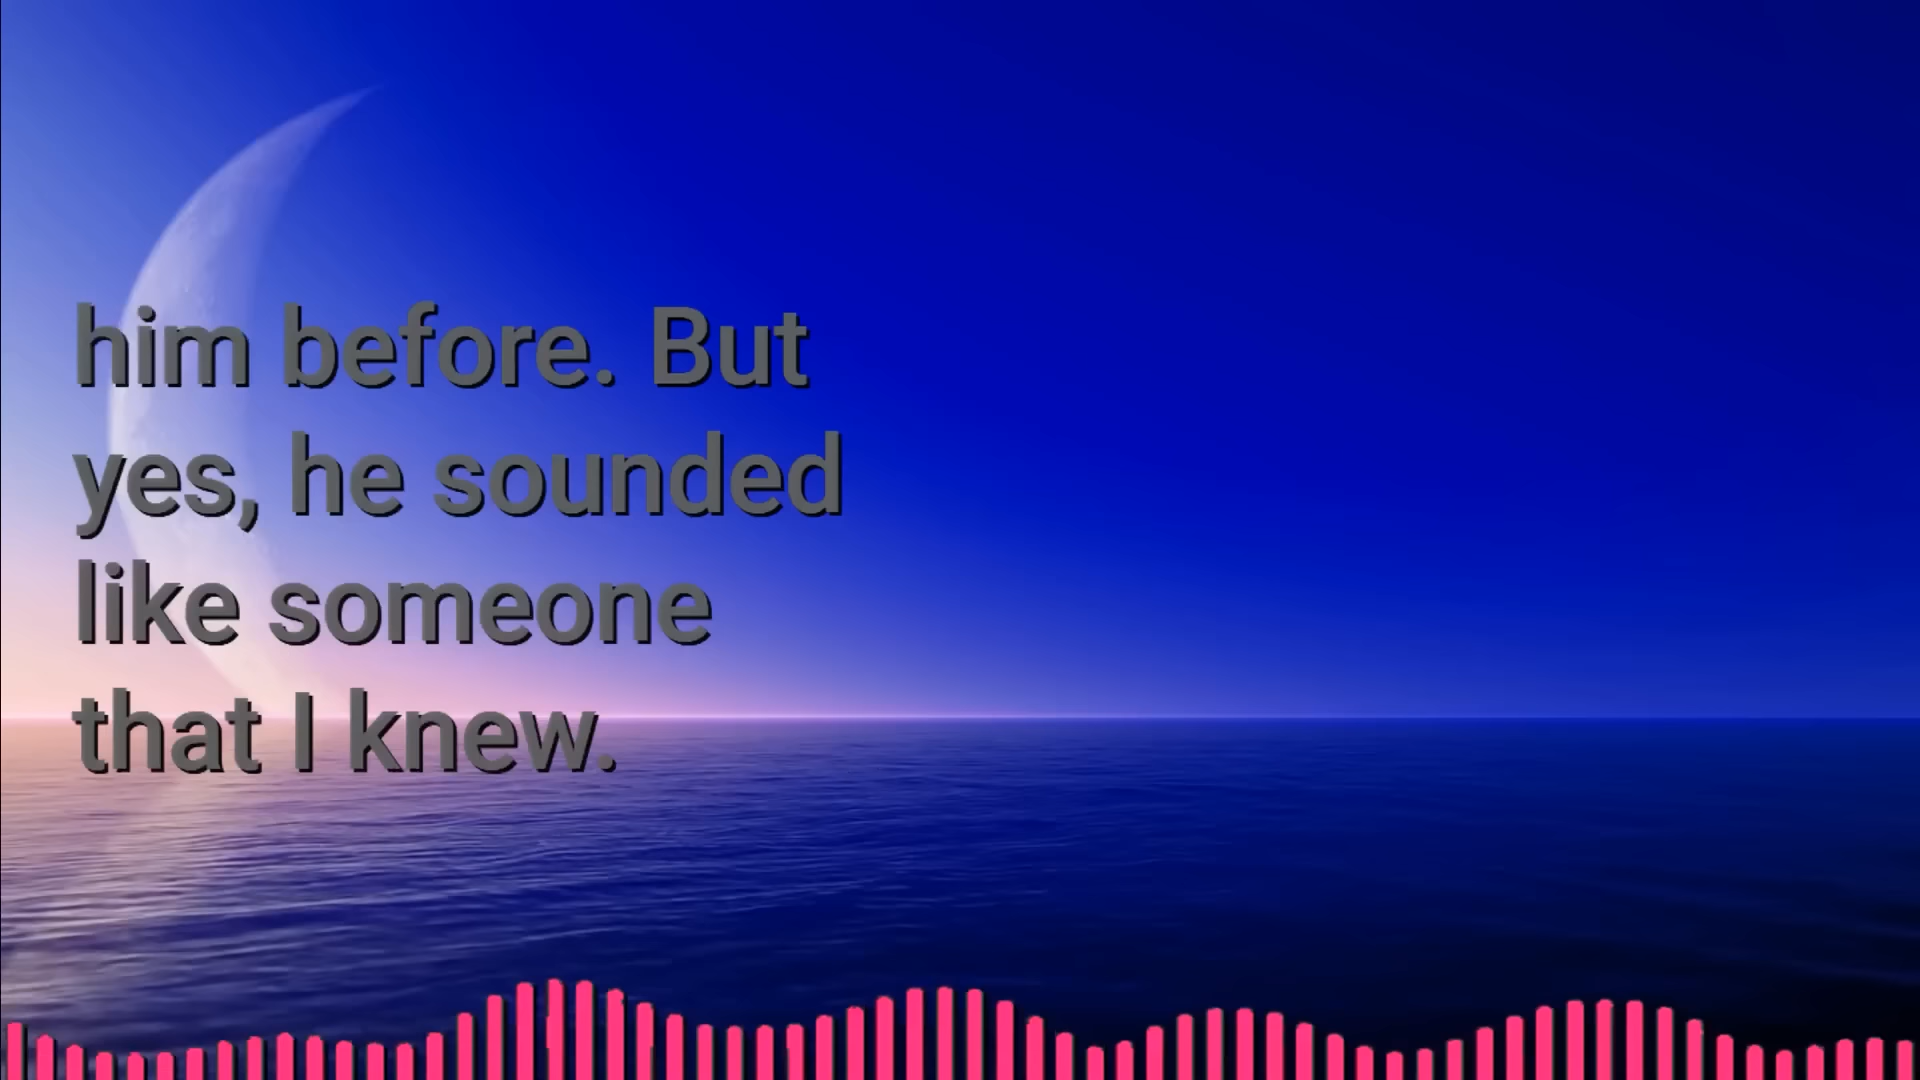 him before. But
yes, he sounded
like someone
that I knew.